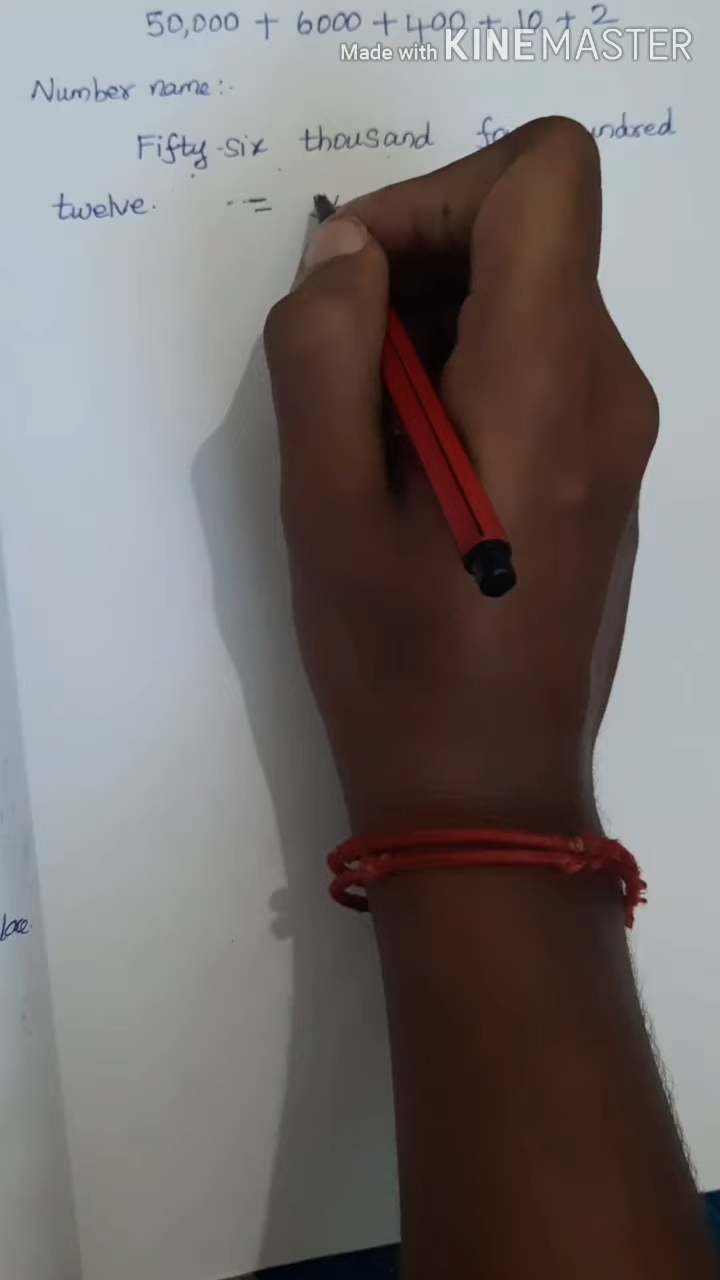 50,000 + 6000 + 400 + 10 + 2
Made with KINEMASTER
Number name:-
Fifty-six thousand
twelve. =